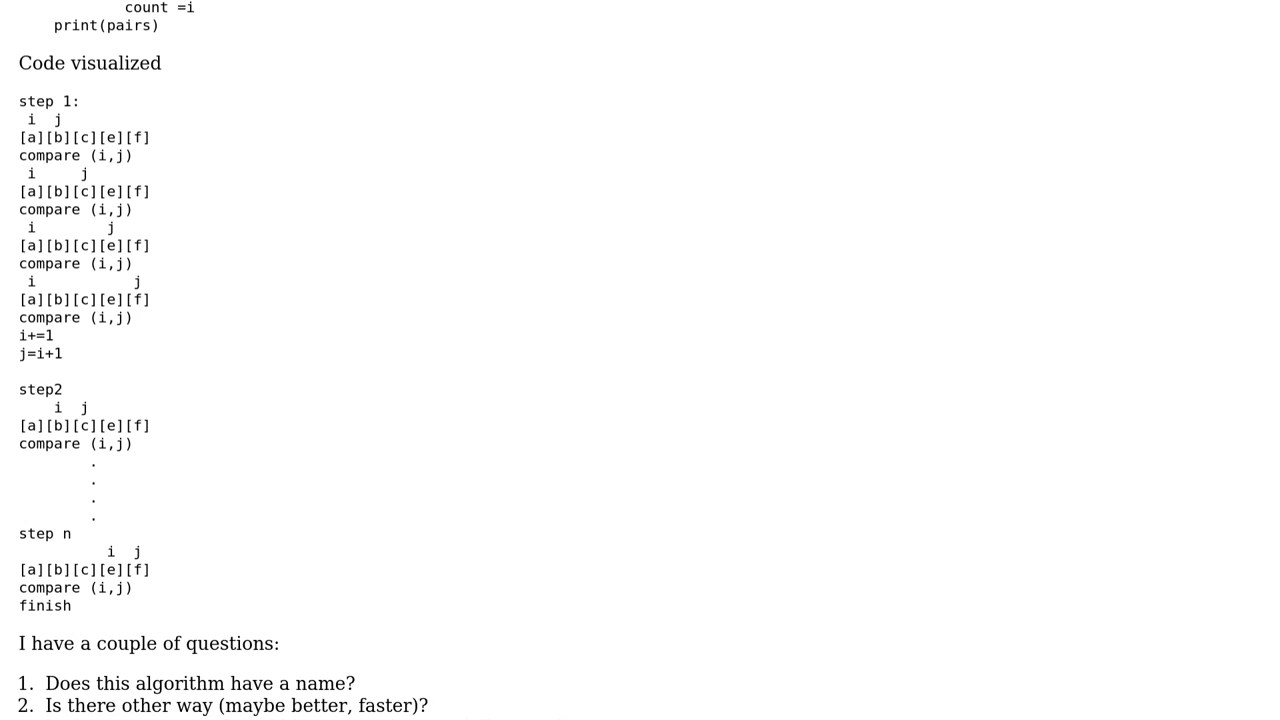 count =i
    print(pairs)
Code visualized
step 1:
 i  j
[a][b][c][e][f]
compare (i,j)
 i     j
[a][b][c][e][f]
compare (i,j)
 i        j
[a][b][c][e][f]
compare (i,j)
 i           j
[a][b][c][e][f]
compare (i,j)
i+=1
j=i+1
step2
    i  j
[a][b][c][e][f]
compare (i,j)
.
.
.
.
step n
          i  j
[a][b][c][e][f]
compare (i,j)
finish
I have a couple of questions:
1. Does this algorithm have a name?
2. Is there other way (maybe better, faster)?